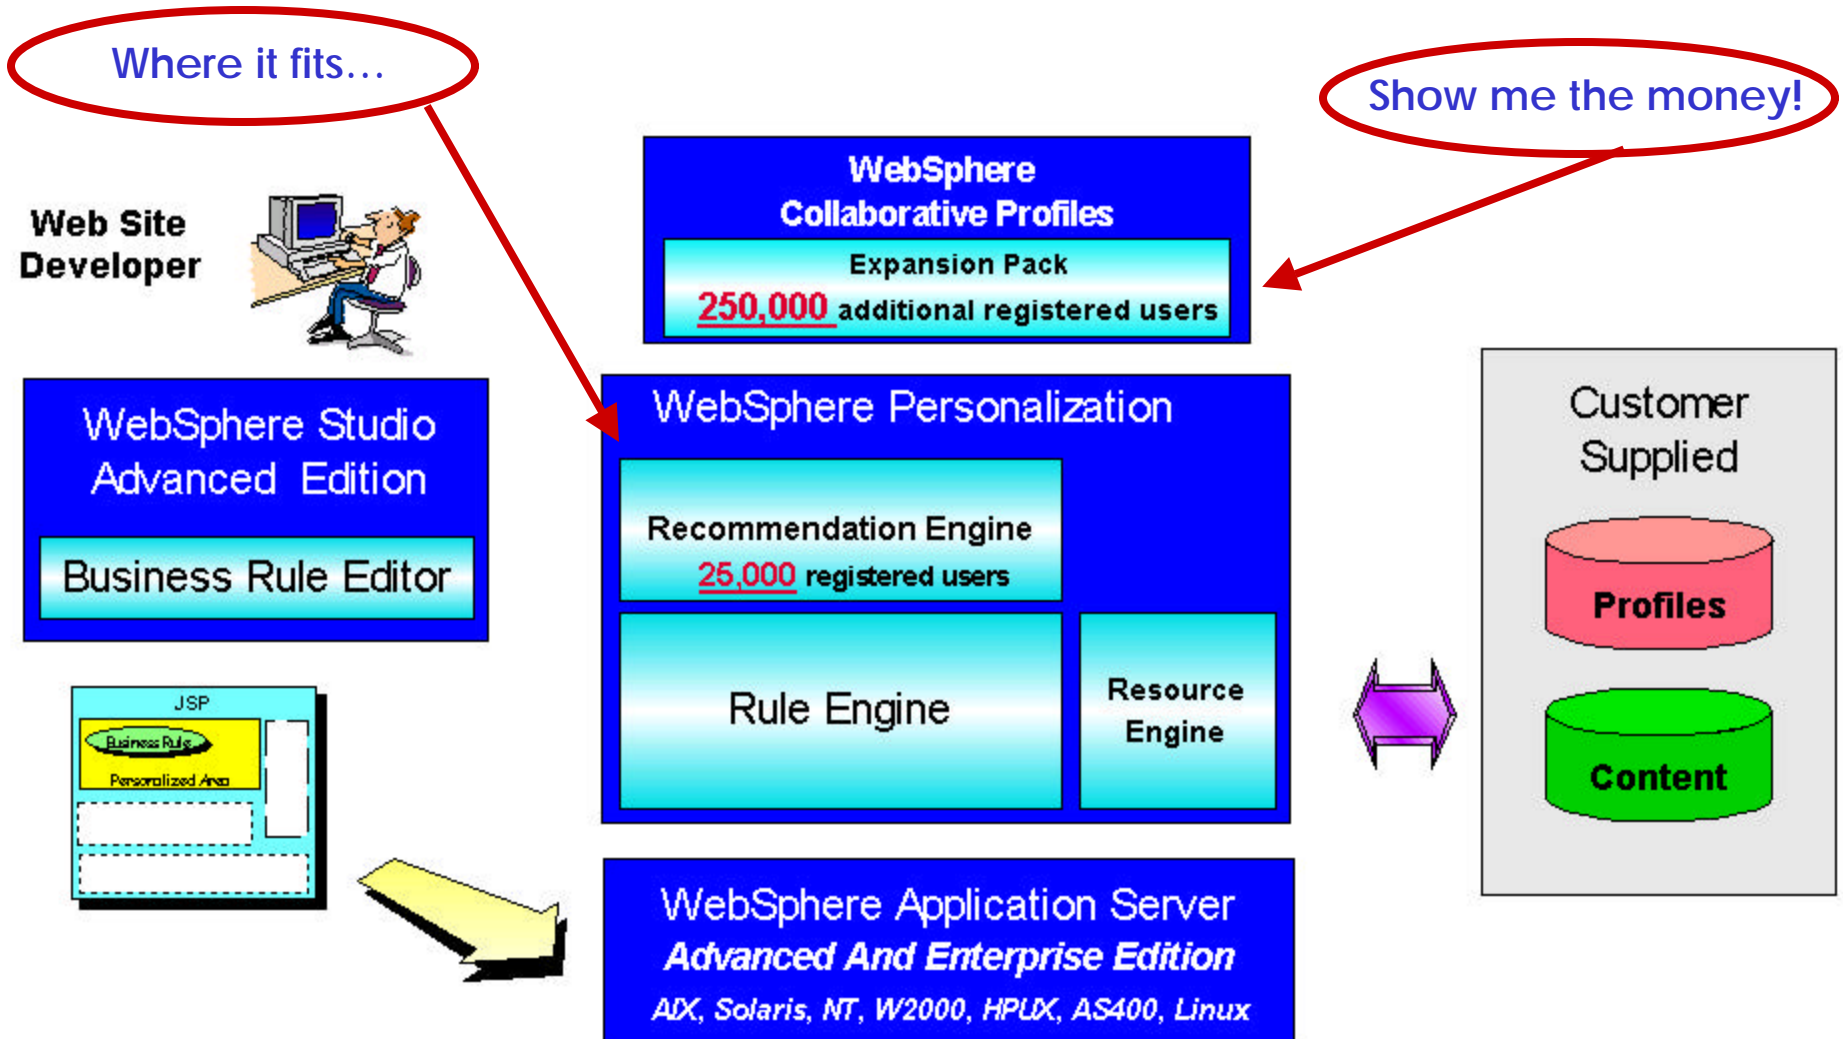 Where it fits…
Show me the money!
Web Site
Developer
WebSphere
Collaborative Profiles
Expansion Pack
250,000 additional registered users
WebSphere Studio
Advanced Edition
Business Rule Editor
WebSphere Personalization
Recommendation Engine
25,000 registered users
Rule Engine
Resource
Engine
Customer
Supplied
Profiles
Content
JSP
Business Rule
Personalized Area
WebSphere Application Server
Advanced And Enterprise Edition
AIX, Solaris, NT, W2000, HPUX, AS400, Linux